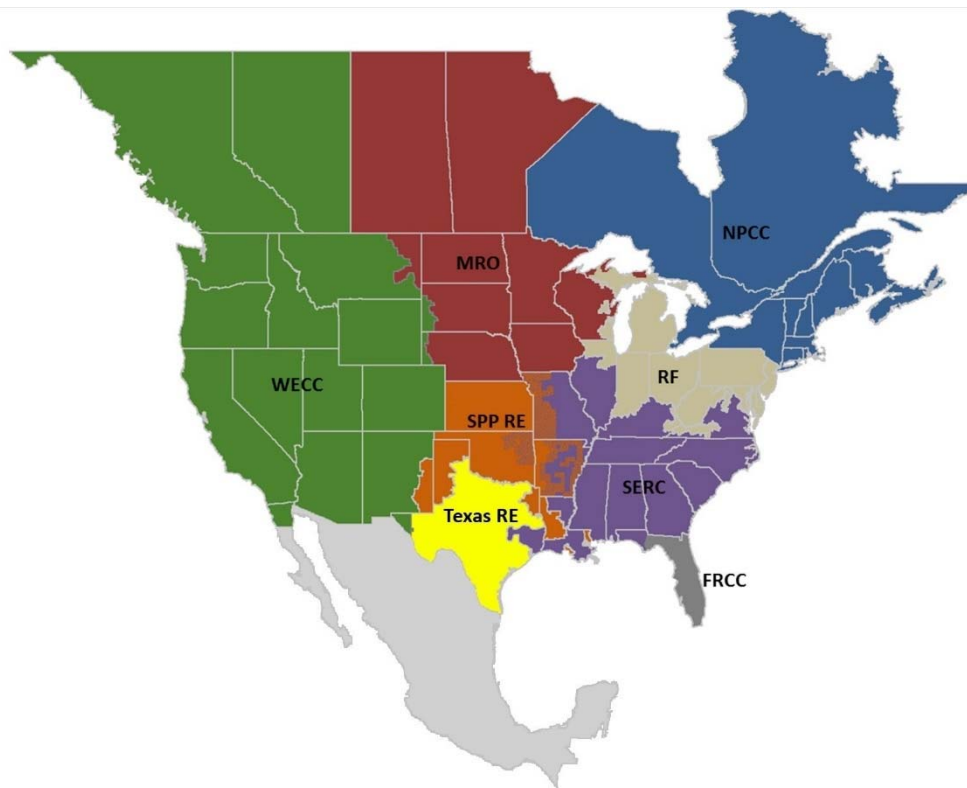 NPCC
MRO
RF
WECC
SPP RE
SERC
Texas RE
FRCC